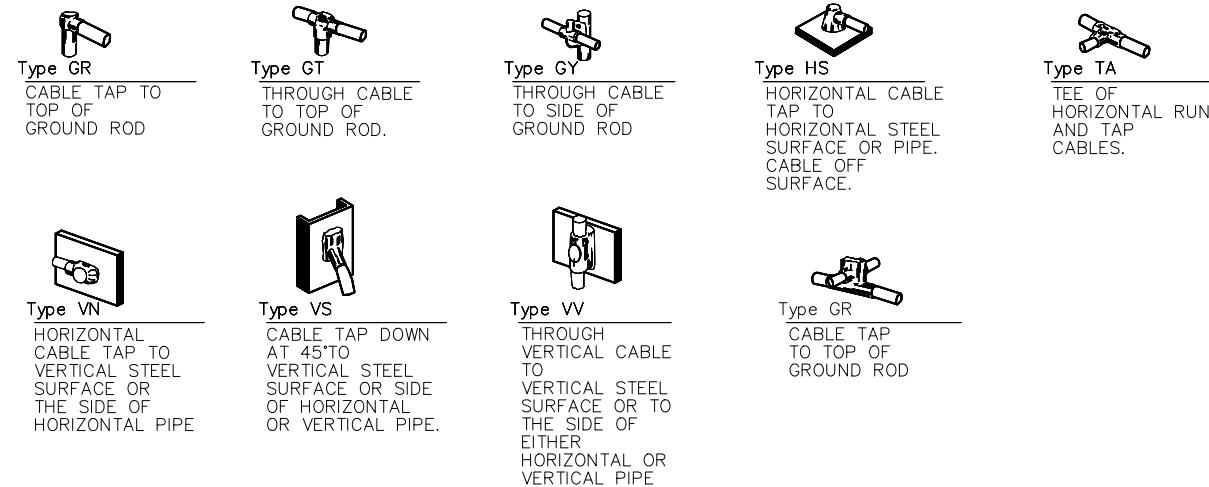 Type GR
CABLE TAP TO
TOP OF
GROUND ROD
Type GT
THROUGH CABLE
TO TOP OF
GROUND ROD.
Type GY
THROUGH CABLE
TO SIDE OF
GROUND ROD
Type HS
HORIZONTAL CABLE
TAP TO
HORIZONTAL STEEL
SURFACE OR PIPE.
CABLE OFF
SURFACE.
Type TA
TEE OF
HORIZONTAL RUN
AND TAP
CABLES.
Type VN
HORIZONTAL
CABLE TAP TO
VERTICAL STEEL
SURFACE OR
THE SIDE OF
HORIZONTAL PIPE
Type VS
CABLE TAP DOWN
AT 45°TO
VERTICAL STEEL
SURFACE OR SIDE
OF HORIZONTAL
OR VERTICAL PIPE.
Type VV
THROUGH
VERTICAL CABLE
TO
VERTICAL STEEL
SURFACE OR TO
THE SIDE OF
EITHER
HORIZONTAL OR
VERTICAL PIPE
Type GR
CABLE TAP
TO TOP OF
GROUND ROD